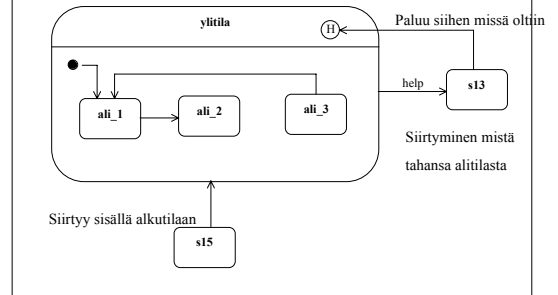 ylitila
H
Paluu siihen missä oltiin
help
s13
ali_1
ali_2
ali_3
Siirtyminen mistä
tahansa alitilasta
Siirtyy sisällä alkutilaan
s15